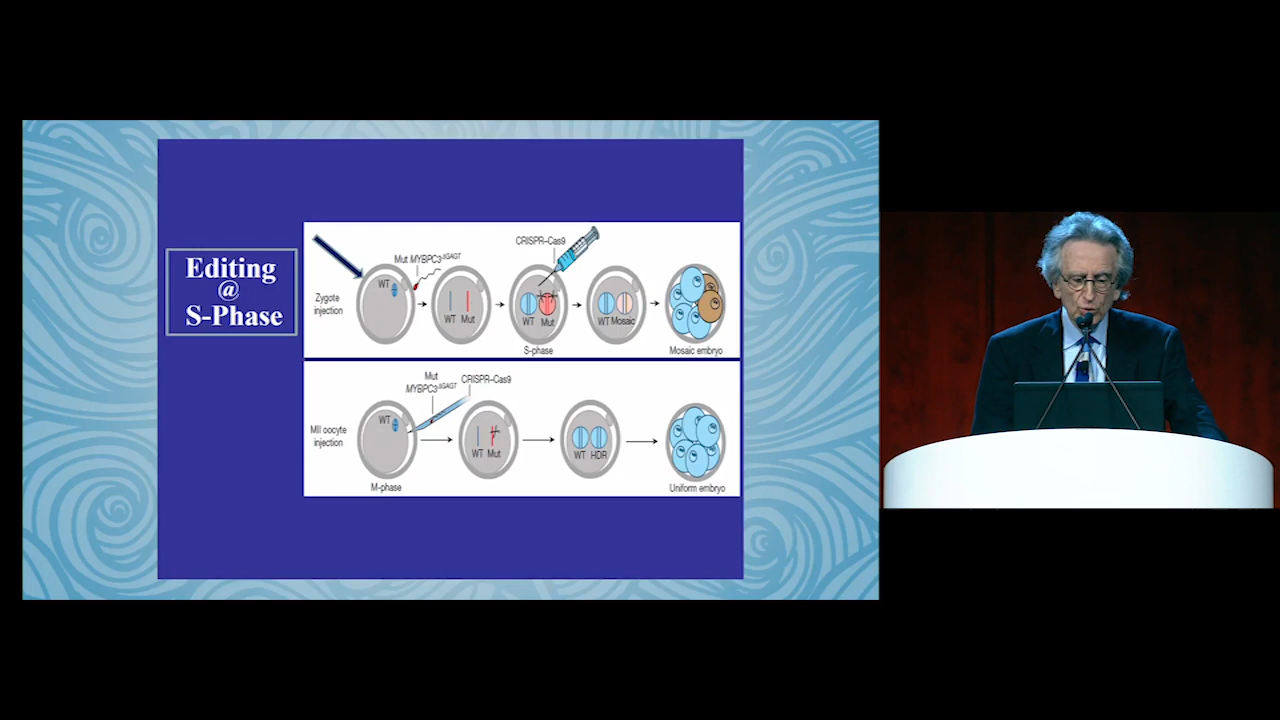 Editing
@
S-Phase
Mut MYBPC3ΔGAGT
CRISPR–Cas9
WT
Zygote
injection
WT Mut
WT Mut
WT Mosaic
S-phase
Mosaic embryo
Mut
MYBPC3ΔGAGT
CRISPR–Cas9
WT
MII oocyte
injection
WT Mut
WT HDR
M-phase
Uniform embryo